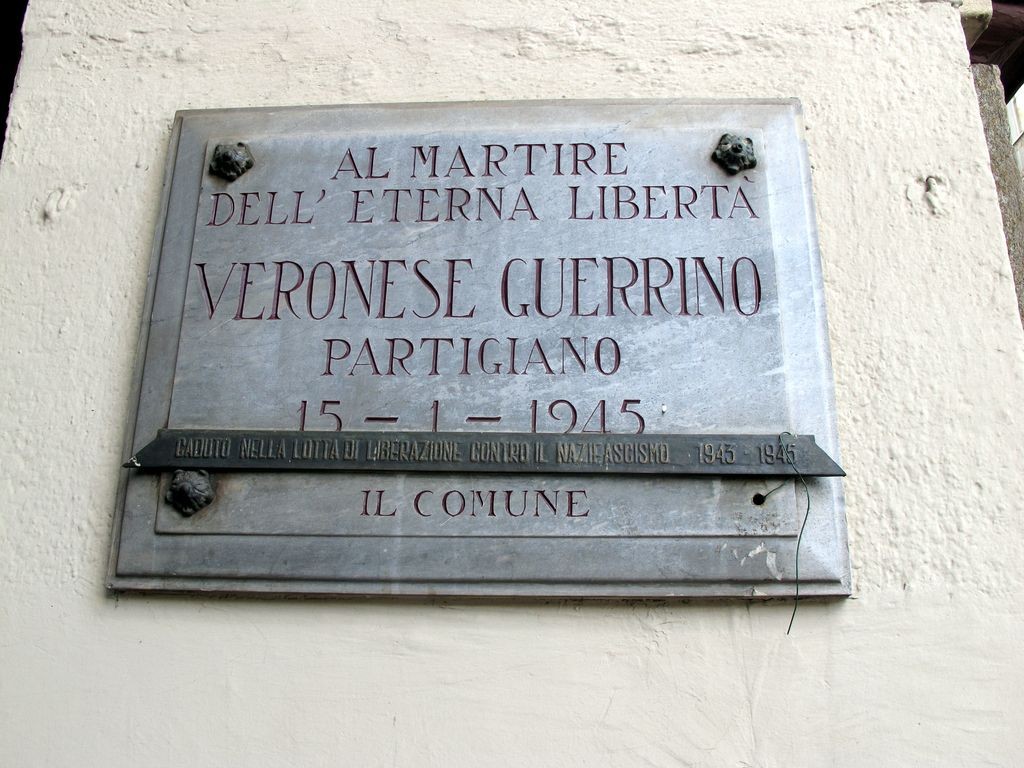 AL MARTIRE
DELL' ETERNA LIBERTÀ
VERONESE GUERRINO
PARTIGIANO
15 - 1 - 1945
CADUTO NELLA LOTTA DI LIBERAZIONE CONTRO IL NAZIFASCISMO 1943 - 1945
IL COMUNE